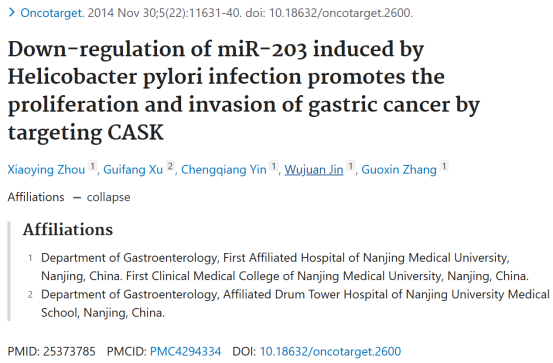 Oncotarget. 2014 Nov 30;5(22):11631-40. doi: 10.18632/oncotarget.2600.
Down-regulation of miR-203 induced by
Helicobacter pylori infection promotes the
proliferation and invasion of gastric cancer by
targeting CASK
Xiaoying Zhou 1, Guifang Xu 2, Chengqiang Yin 1, Wujuan Jin 1, Guoxin Zhang 1
Affiliations − collapse
Affiliations
1 Department of Gastroenterology, First Affiliated Hospital of Nanjing Medical University,
Nanjing, China. First Clinical Medical College of Nanjing Medical University, Nanjing, China.
2 Department of Gastroenterology, Affiliated Drum Tower Hospital of Nanjing University Medical
School, Nanjing, China.
PMID: 25373785 PMCID: PMC4294334 DOI: 10.18632/oncotarget.2600